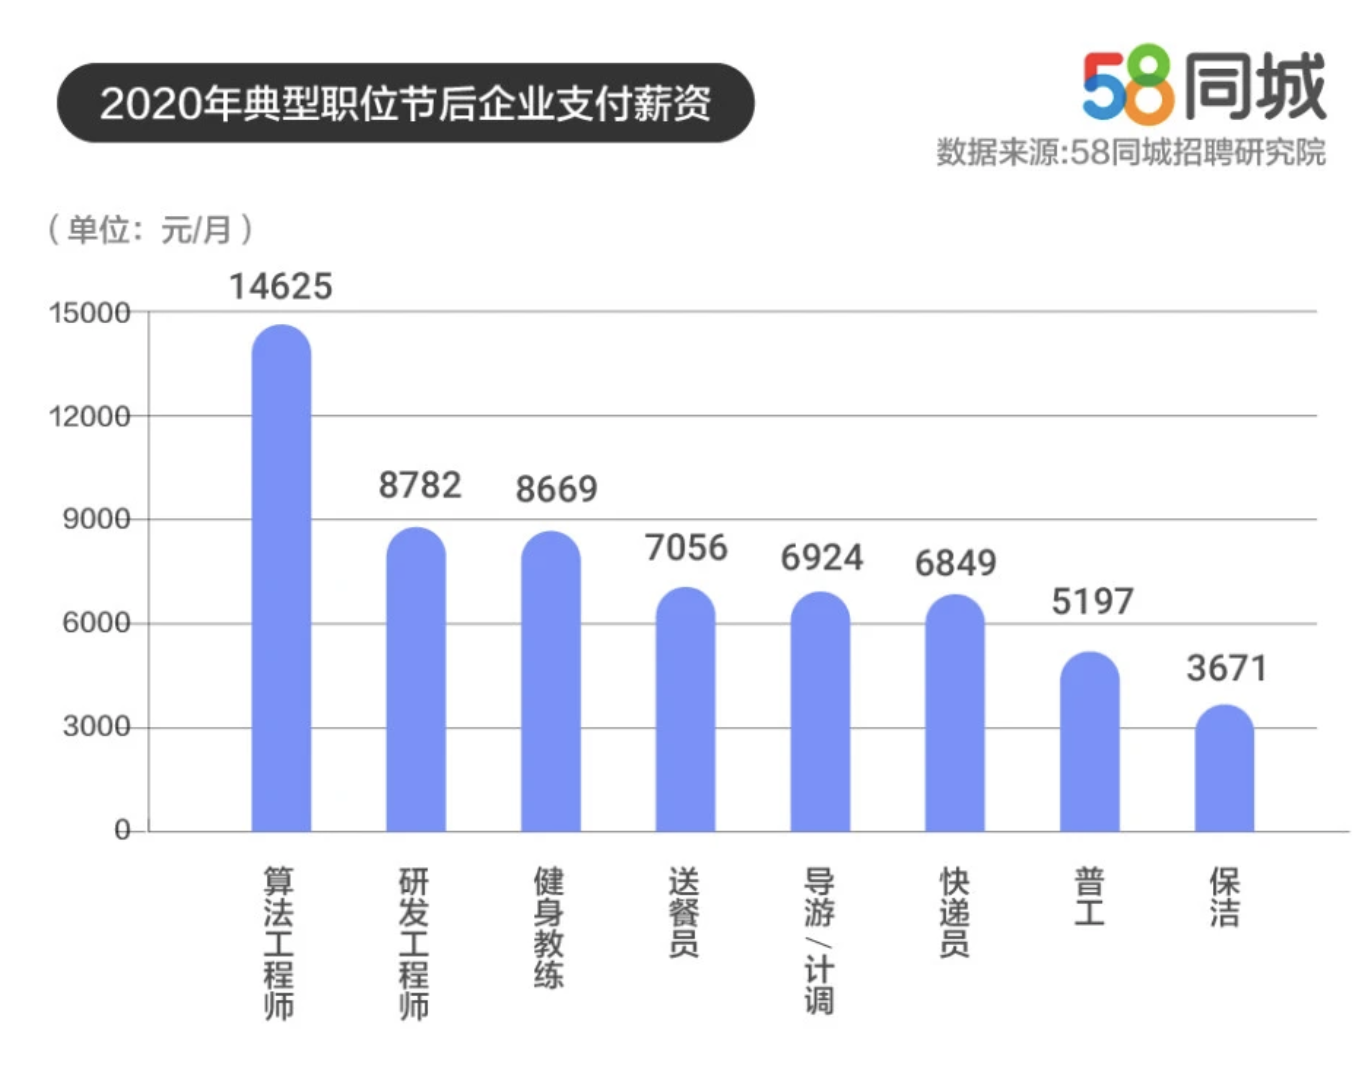 2020年典型职位节后企业支付薪资
58同城
数据来源:58同城招聘研究院
（单位：元/月）
15000
12000
9000
6000
3000
0
14625
8782
8669
7056
6924
6849
5197
3671
算法工程师
研发工程师
健身教练
送餐员
导游/计调
快递员
普工
保洁